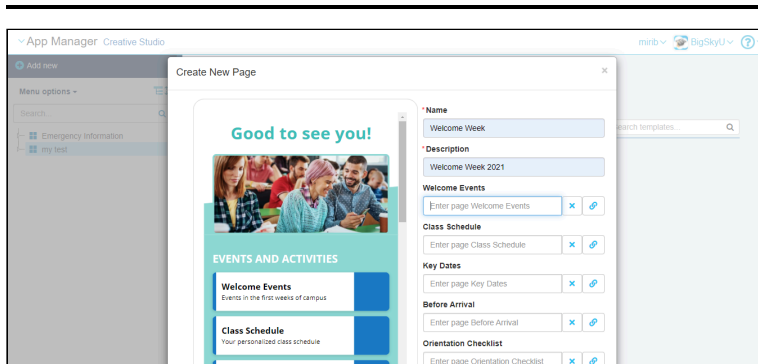 App Manager Creative Studio
mirib
BigSkyU
?
Add new
Menu options
Search...
Emergency Information
my test
Create New Page
×
Good to see you!
EVENTS AND ACTIVITIES
Welcome Events
Events in the first weeks of campus
Class Schedule
Your personalized class schedule
*Name
Welcome Week
*Description
Welcome Week 2021
Welcome Events
Enter page Welcome Events
Class Schedule
Enter page Class Schedule
Key Dates
Enter page Key Dates
Before Arrival
Enter page Before Arrival
Orientation Checklist
Enter page Orientation Checklist
earch templates...